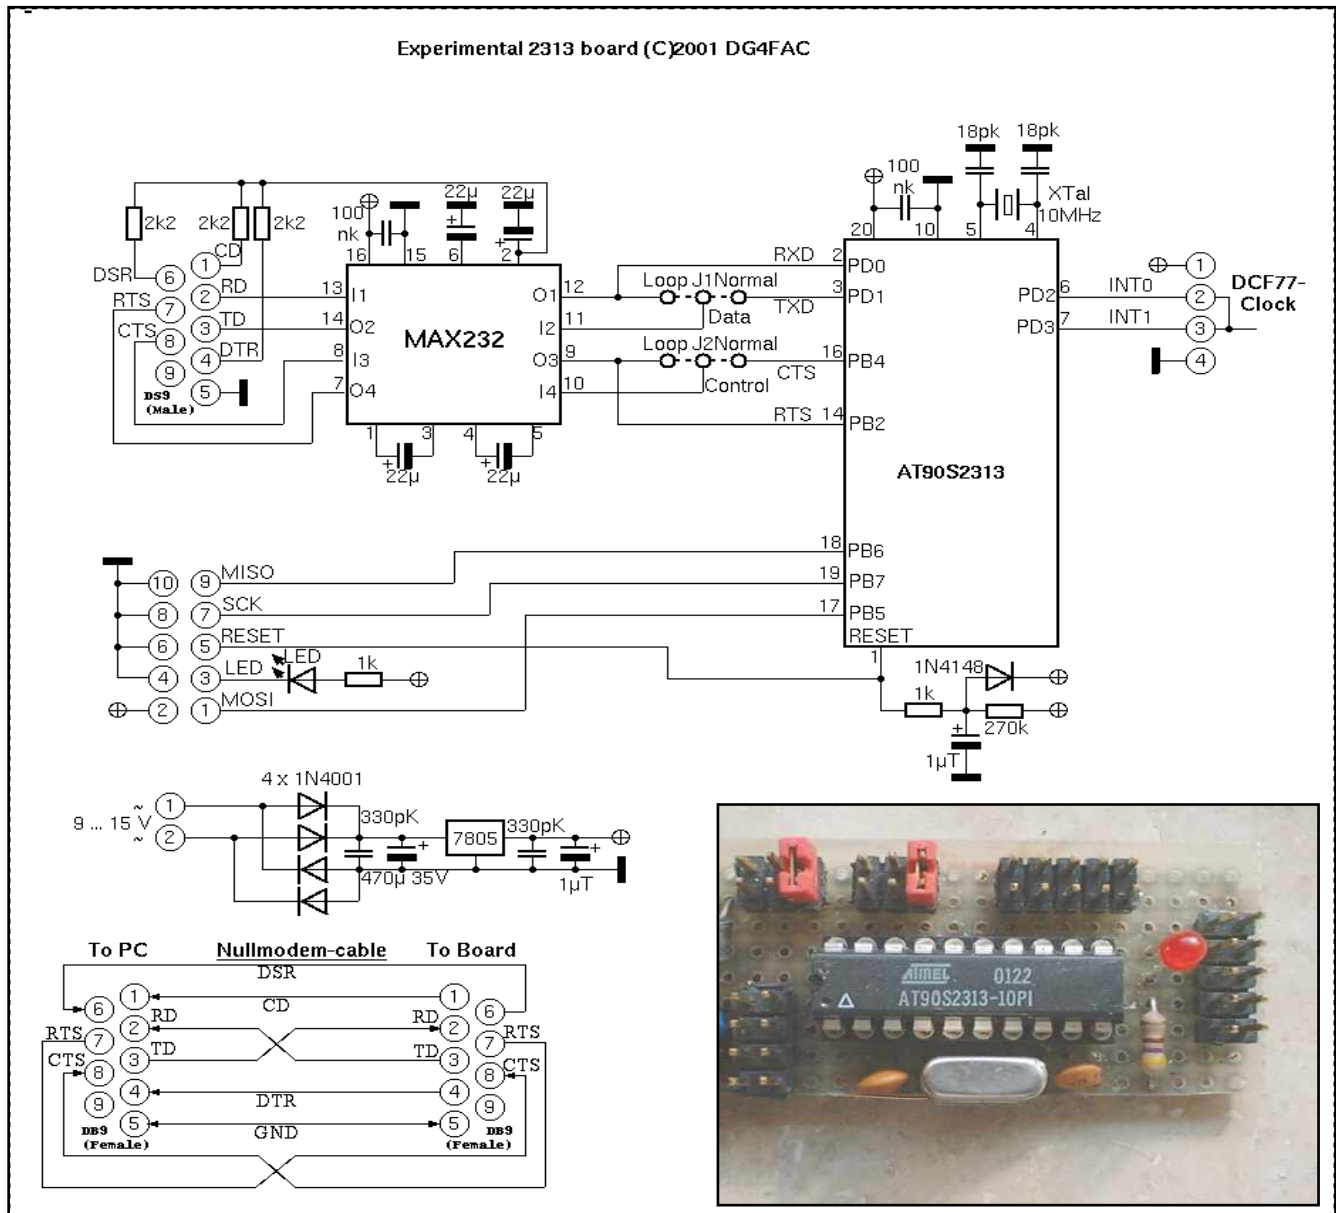 Experimental 2313 board (C)2001 DG4FAC
18pk 18pk
100
nk
XTal
10MHz
20 10 5 4
2k2 2k2 2k2
100
nk
22µ 22µ
16 15 6 2
DSR 6 1 CD
RTS 7 2 RD
CTS 8 3 TD
9 4 DTR
5
DS9
(Male)
13 I1
14 O2
8 I3
7 O4
MAX232
O1 12
I2 11
O3 9
I4 10
1 3 4 5
+ 22µ + 22µ
Loop J1 Normal
Data
Loop J2 Normal
Control
RXD 2 PD0
TXD 3 PD1
CTS 16 PB4
RTS 14 PB2
AT90S2313
PD2 6 INT0
PD3 7 INT1
1
2
3
4
DCF77-
Clock
18 PB6
19 PB7
17 PB5
RESET
1
10 9 MISO
8 7 SCK
6 5 RESET
4 3 LED
2 1 MOSI
LED
1k
1N4148
1k
270k
+
1µT
4 x 1N4001
~ 1
9 ... 15 V
~ 2
330pK
+
470µ 35V
7805
330pK
+
1µT
To PC Nullmodem-cable To Board
DSR
CD
RD RD
TD TD
RTS RTS
CTS CTS
DTR
GND
6 1 1 6
7 2 2 7
8 3 3 8
9 4 4 9
5 5
DB9
(Female)
DB9
(Female)
ATMEL 0122
AT90S2313-10PI